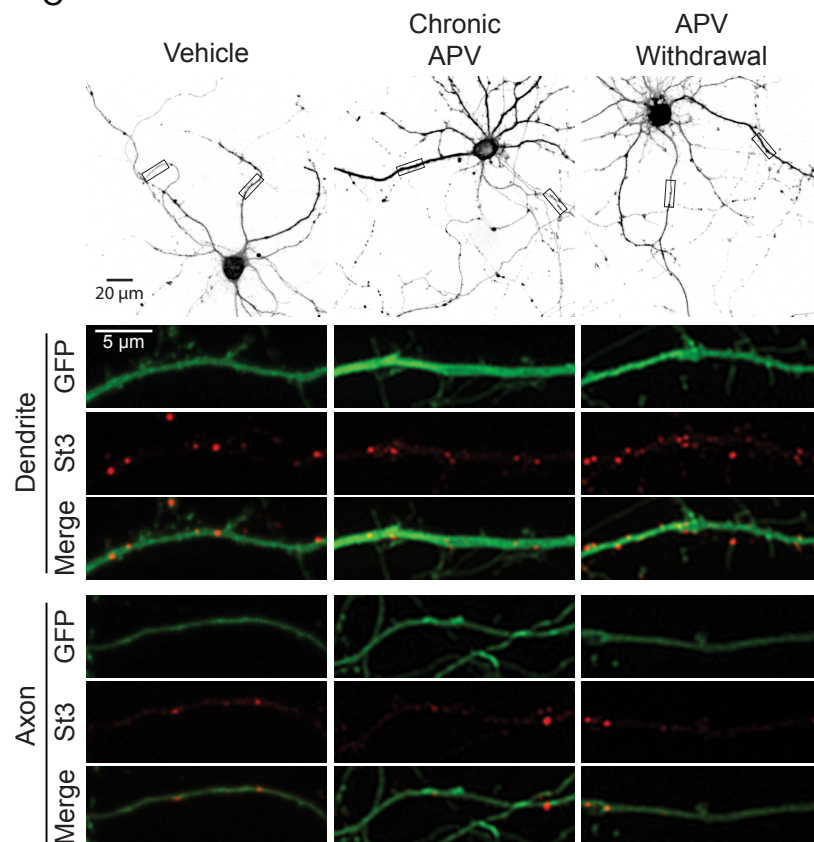 Vehicle
Chronic
APV
APV
Withdrawal
20 µm
5 µm
Dendrite
GFP
St3
Merge
Axon
GFP
St3
Merge